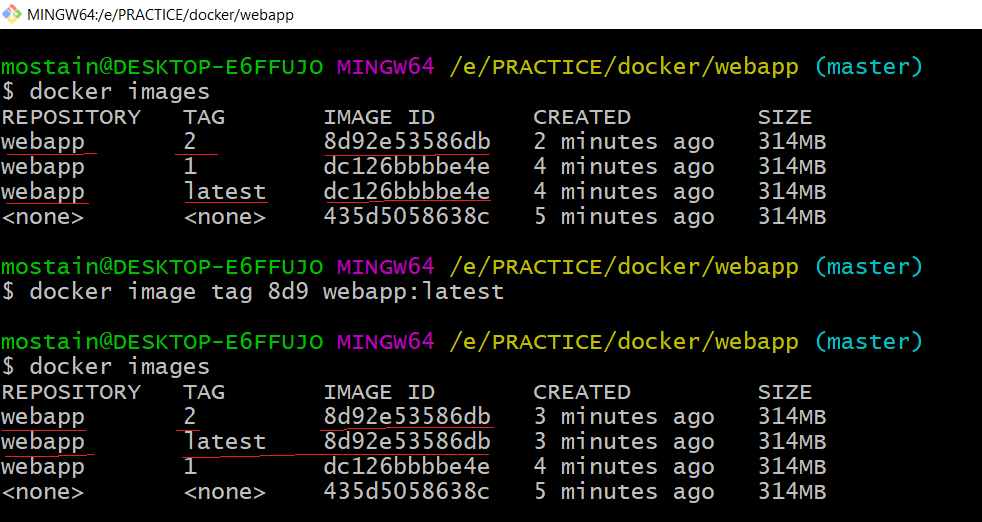 MINGW64:/e/PRACTICE/docker/webapp
mostain@DESKTOP-E6FFUJO MINGW64 /e/PRACTICE/docker/webapp (master)
$ docker images
REPOSITORY TAG IMAGE ID CREATED SIZE
webapp 2 8d92e53586db 2 minutes ago 314MB
webapp 1 dc126bbbbe4e 4 minutes ago 314MB
webapp latest dc126bbbbe4e 4 minutes ago 314MB
<none> <none> 435d5058638c 5 minutes ago 314MB
mostain@DESKTOP-E6FFUJO MINGW64 /e/PRACTICE/docker/webapp (master)
$ docker image tag 8d9 webapp:latest
mostain@DESKTOP-E6FFUJO MINGW64 /e/PRACTICE/docker/webapp (master)
$ docker images
REPOSITORY TAG IMAGE ID CREATED SIZE
webapp 2 8d92e53586db 3 minutes ago 314MB
webapp latest 8d92e53586db 3 minutes ago 314MB
webapp 1 dc126bbbbe4e 4 minutes ago 314MB
<none> <none> 435d5058638c 5 minutes ago 314MB